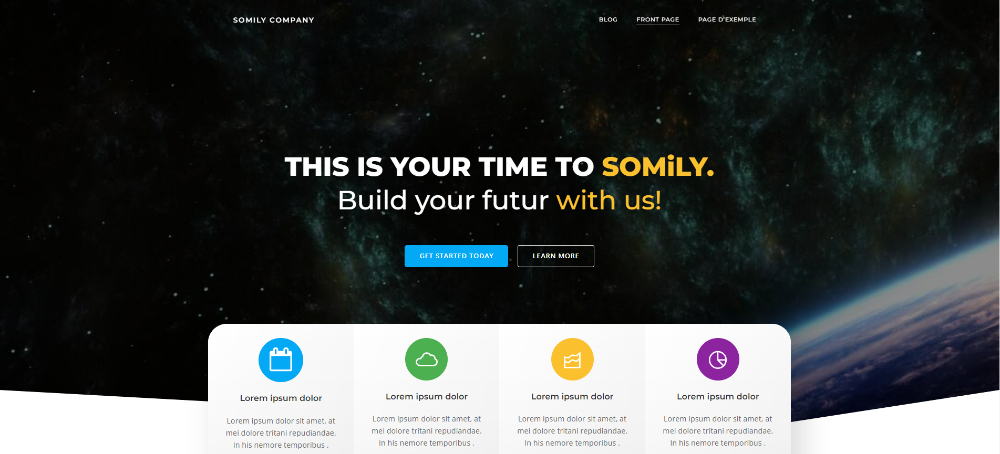 SOMILY COMPANY
BLOG
FRONT PAGE
PAGE D'EXEMPLE
THIS IS YOUR TIME TO SOMiLY.
Build your futur with us!
GET STARTED TODAY
LEARN MORE
Lorem ipsum dolor
Lorem ipsum dolor sit amet, at
mei dolore tritani repudiandae.
In his nemore temporibus .
Lorem ipsum dolor
Lorem ipsum dolor sit amet, at
mei dolore tritani repudiandae.
In his nemore temporibus .
Lorem ipsum dolor
Lorem ipsum dolor sit amet, at
mei dolore tritani repudiandae.
In his nemore temporibus .
Lorem ipsum dolor
Lorem ipsum dolor sit amet, at
mei dolore tritani repudiandae.
In his nemore temporibus .